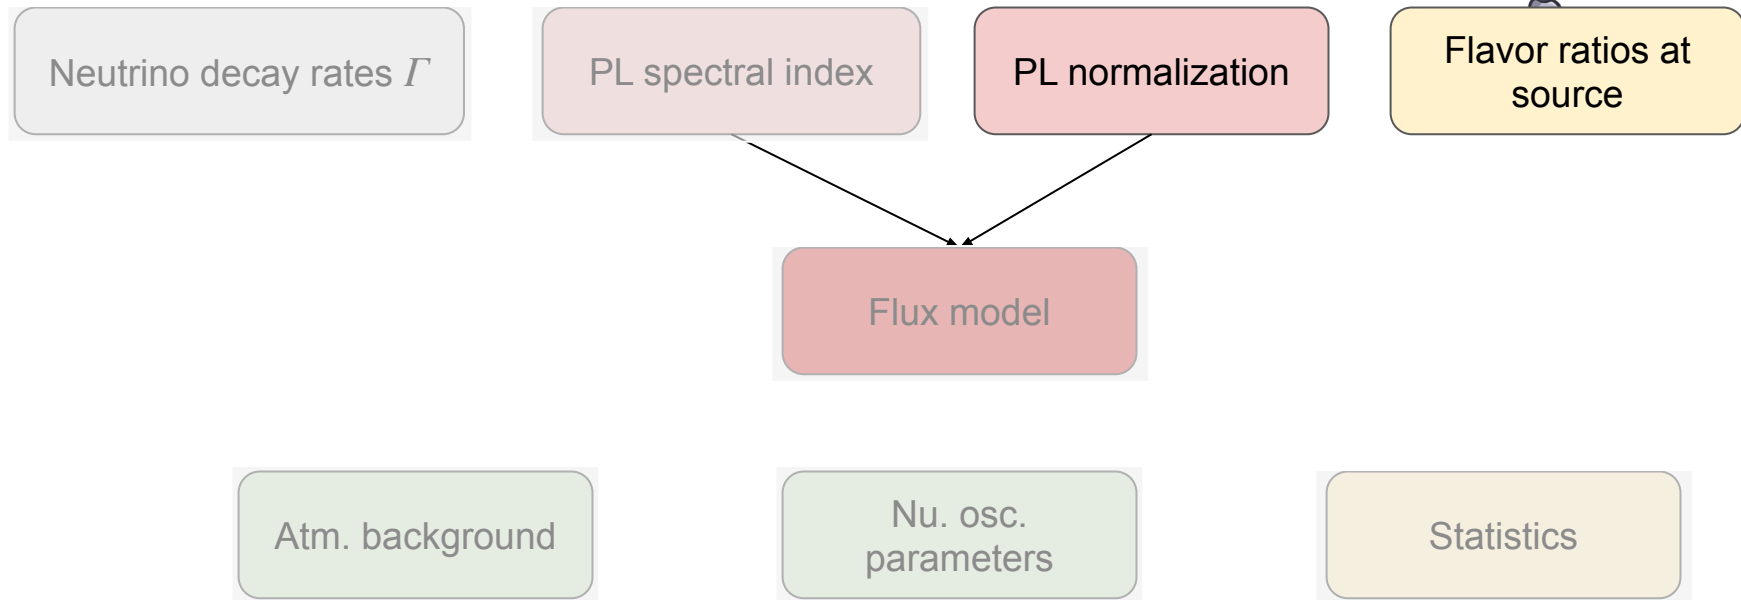 Neutrino decay rates Γ
PL spectral index
PL normalization
Flavor ratios at
source
Flux model
Atm. background
Nu. osc.
parameters
Statistics